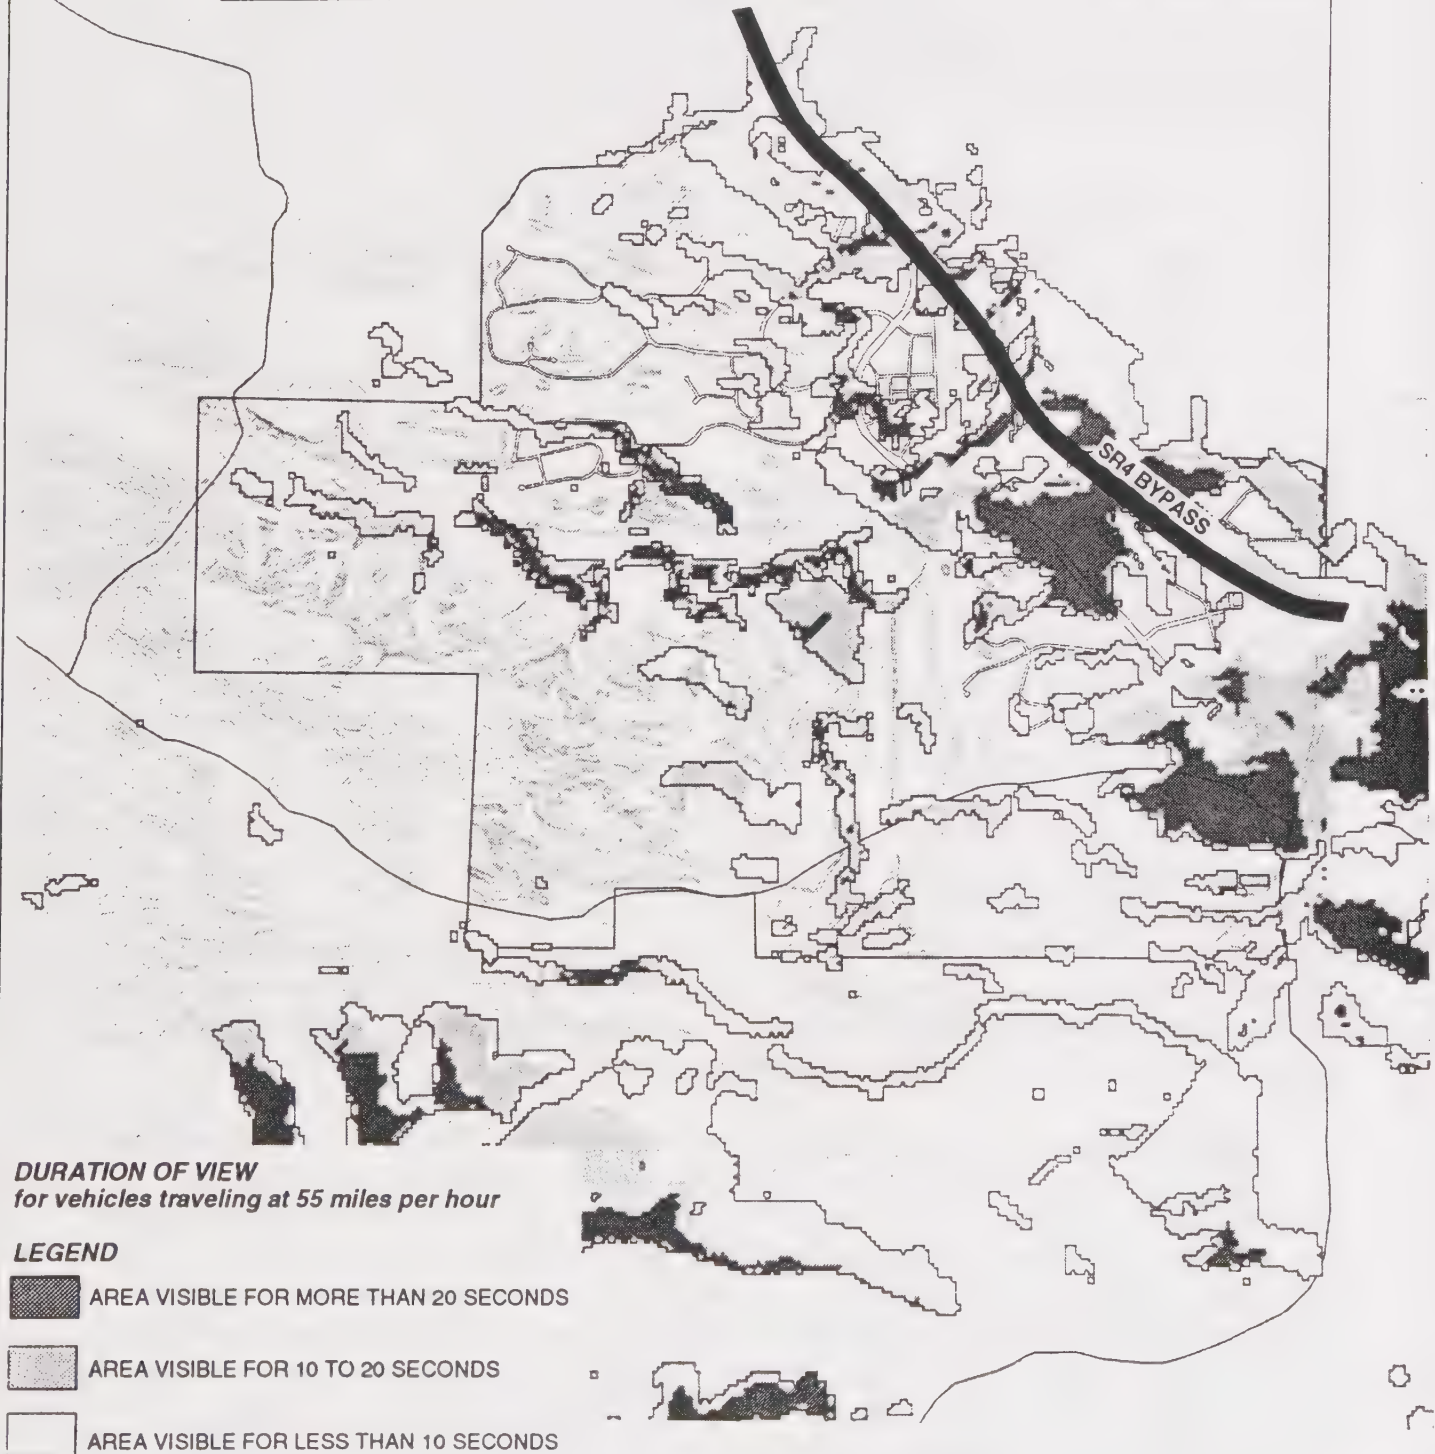 SR4 BYPASS
DURATION OF VIEW
for vehicles traveling at 55 miles per hour
LEGEND
AREA VISIBLE FOR MORE THAN 20 SECONDS
AREA VISIBLE FOR 10 TO 20 SECONDS
AREA VISIBLE FOR LESS THAN 10 SECONDS